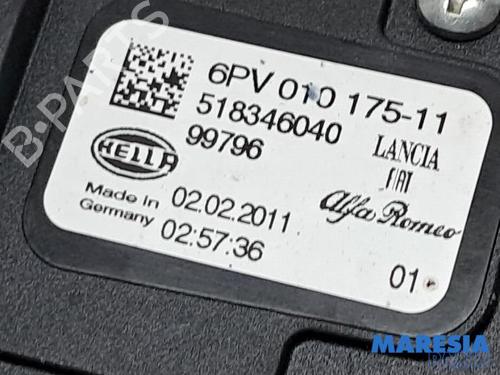 6PV 010 175-11
518346040
99796
LANCIA
FIAT
Alfa Romeo
HELLA
Made In
Germany
02.02.2011
02:57:36
01
B-PARTS
MARESIA